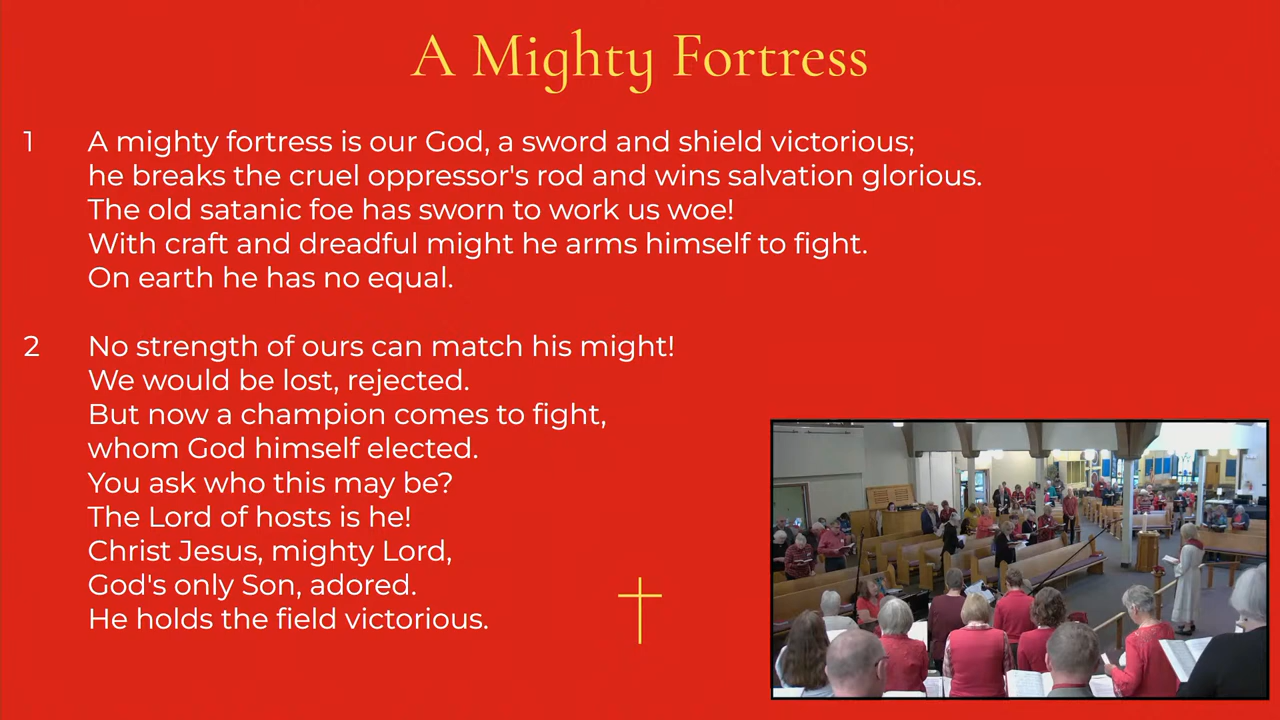 A Mighty Fortress
1 A mighty fortress is our God, a sword and shield victorious;
he breaks the cruel oppressor's rod and wins salvation glorious.
The old satanic foe has sworn to work us woe!
With craft and dreadful might he arms himself to fight.
On earth he has no equal.
2 No strength of ours can match his might!
We would be lost, rejected.
But now a champion comes to fight,
whom God himself elected.
You ask who this may be?
The Lord of hosts is he!
Christ Jesus, mighty Lord,
God's only Son, adored.
He holds the field victorious.